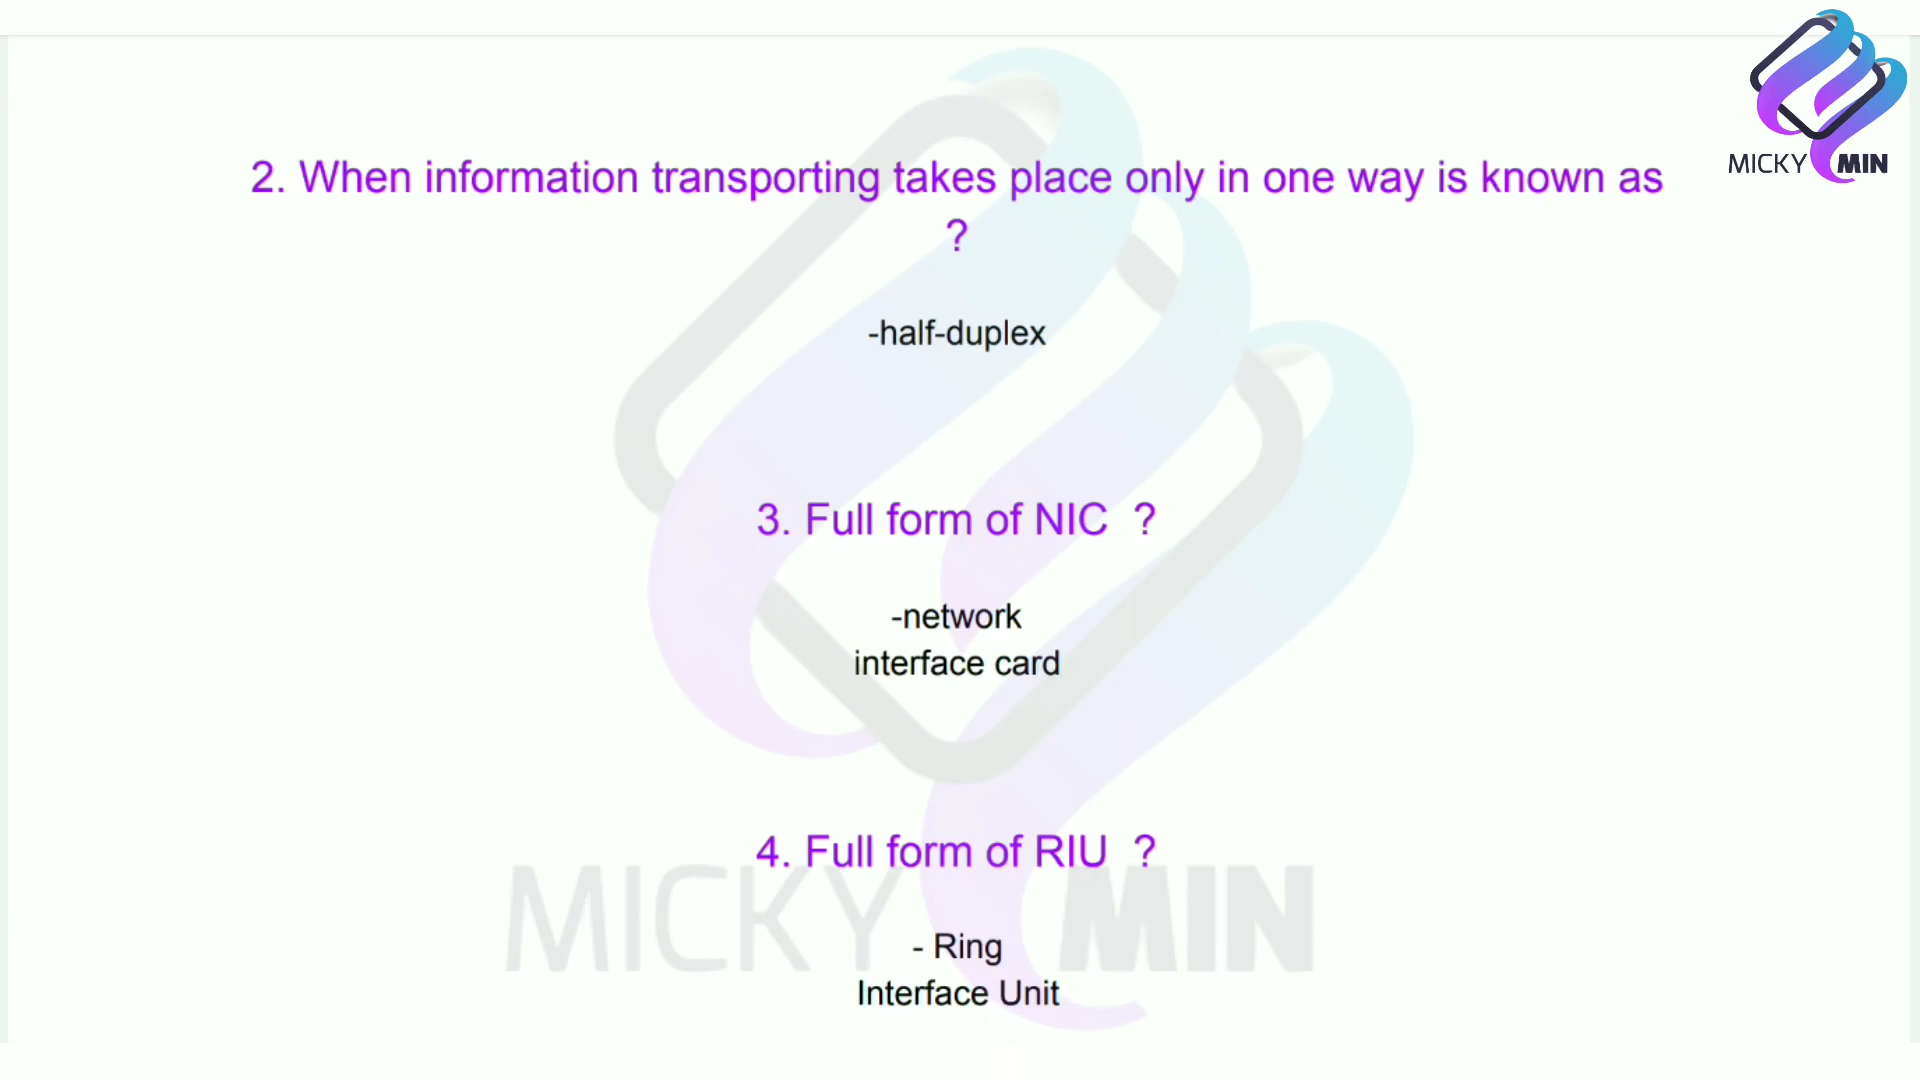 MICKY MIN
2. When information transporting takes place only in one way is known as
?
-half-duplex
3. Full form of NIC ?
-network
interface card
4. Full form of RIU ?
MICKY MIN
- Ring
Interface Unit